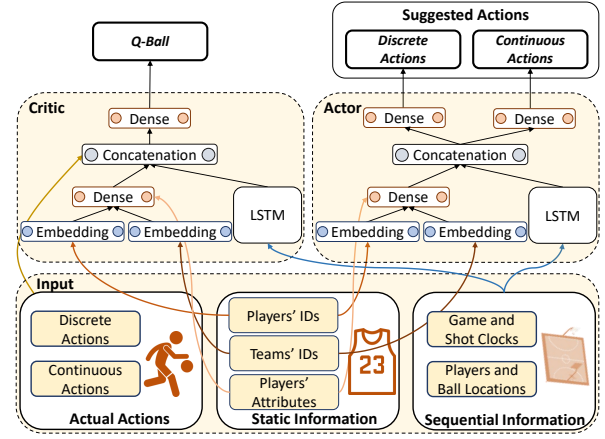 Suggested Actions
Q-Ball
Discrete
Actions
Continuous
Actions
Critic
Dense
Concatenation
Dense
Embedding
Embedding
LSTM
Actor
Dense
Dense
Concatenation
Dense
Embedding
Embedding
LSTM
Input
Discrete
Actions
Continuous
Actions
Actual Actions
Players' IDs
Teams' IDs
Players'
Attributes
23
Static Information
Game and
Shot Clocks
Players and
Ball Locations
Sequential Information